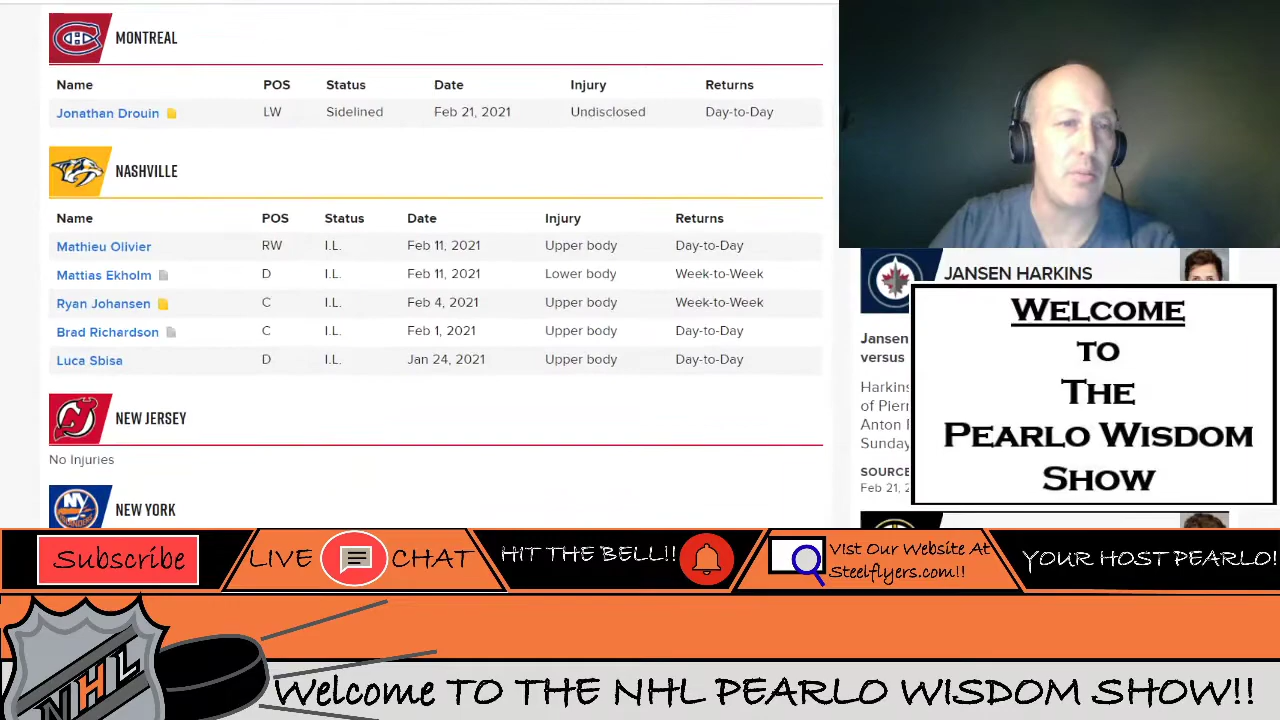 MONTREAL
Name POS Status Date Injury Returns
Jonathan Drouin LW Sidelined Feb 21, 2021 Undisclosed Day-to-Day
NASHVILLE
Name POS Status Date Injury Returns
Mathieu Olivier RW I.L. Feb 11, 2021 Upper body Day-to-Day
Mattias Ekholm D I.L. Feb 11, 2021 Lower body Week-to-Week
Ryan Johansen C I.L. Feb 4, 2021 Upper body Week-to-Week
Brad Richardson C I.L. Feb 1, 2021 Upper body Day-to-Day
Luca Sbisa D I.L. Jan 24, 2021 Upper body Day-to-Day
NEW JERSEY
No Injuries
NY
NEW YORK
JANSEN HARKINS
Jansen
versus
Harkins
of Pierr
Anton
Sunday
SOURCE
Feb 21, 2
WELCOME
TO
THE
PEARLO WISDOM
SHOW
Subscribe
LIVE CHAT
HIT THE BELL!!
VIst Our Website At
Steelflyers.com!!
YOUR HOST PEARLO!
NHL
Welcome TO THE NHL PEARLO WISDOM SHOW!!